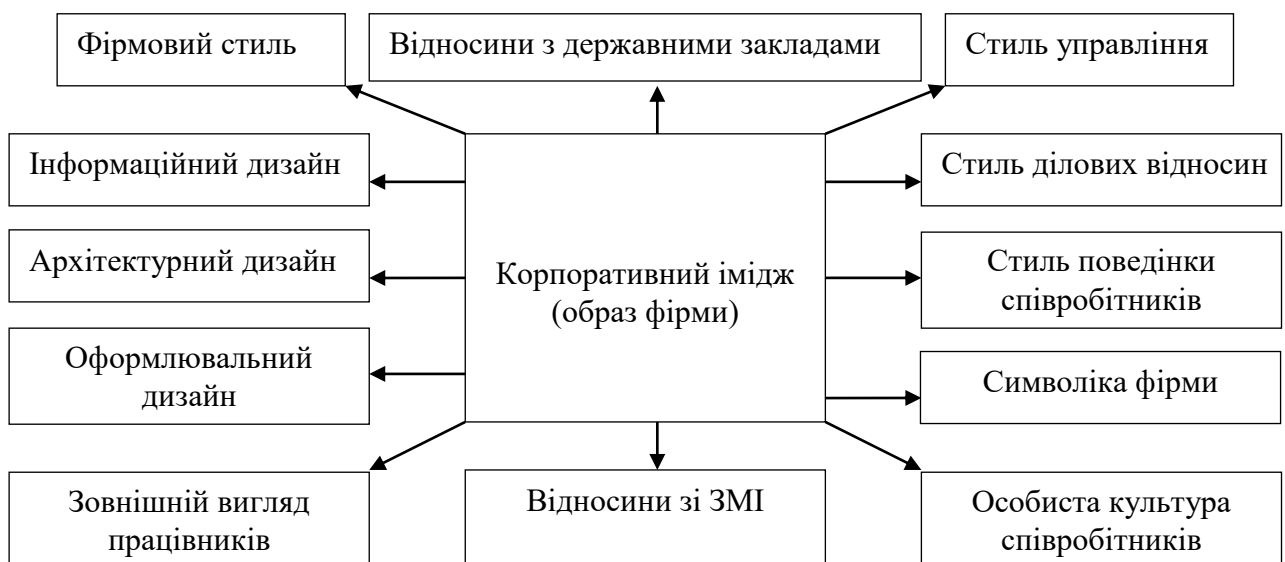 Фірмовий стиль
Відносини з державними закладами
Стиль управління
Інформаційний дизайн
Стиль ділових відносин
Архітектурний дизайн
Корпоративний імідж
(образ фірми)
Стиль поведінки
співробітників
Оформлювальний
дизайн
Символіка фірми
Зовнішній вигляд
працівників
Відносини зі ЗМІ
Особиста культура
співробітників